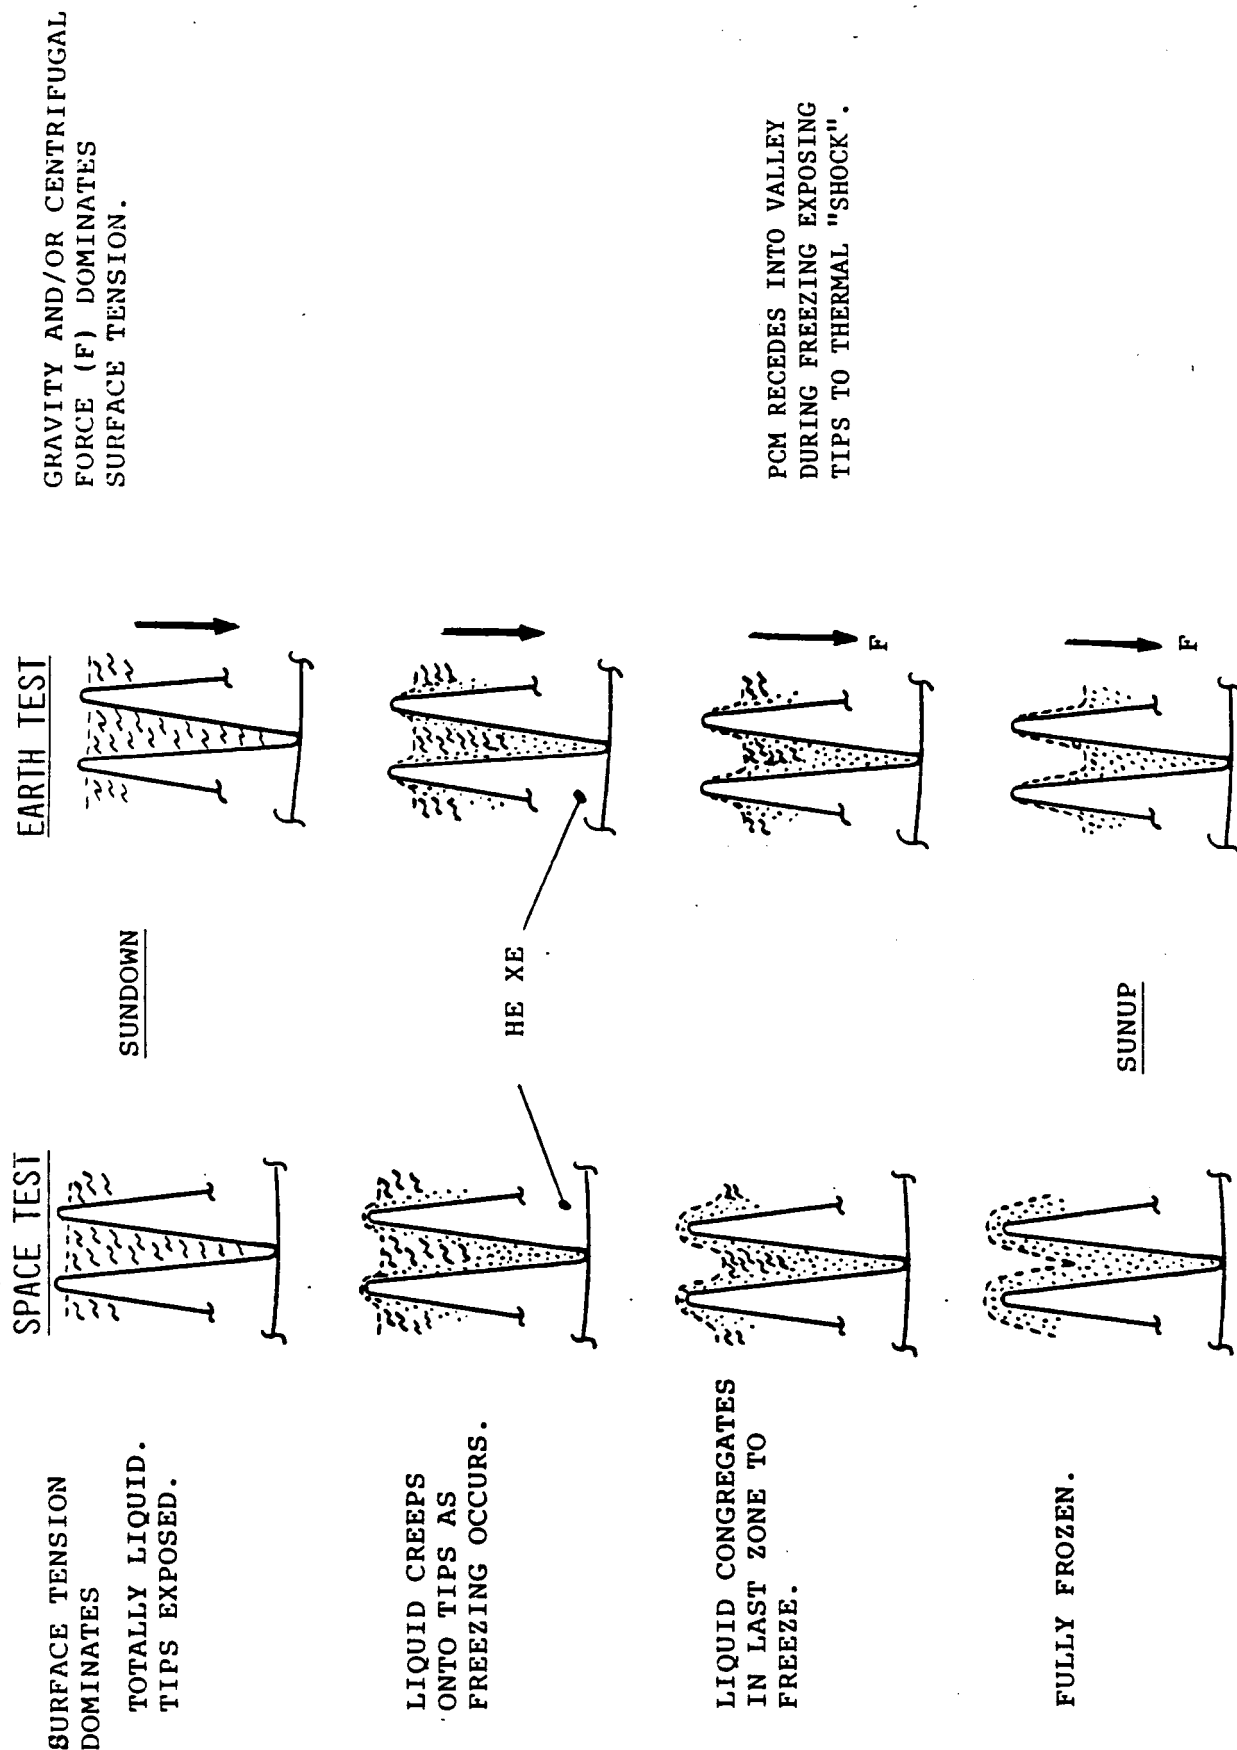 SPACE TEST
EARTH TEST
SURFACE TENSION
DOMINATES
TOTALLY LIQUID.
TIPS EXPOSED.
SUNDOWN
GRAVITY AND/OR CENTRIFUGAL
FORCE (F) DOMINATES
SURFACE TENSION.
LIQUID CREEPS
ONTO TIPS AS
FREEZING OCCURS.
HE XE
LIQUID CONGREGATES
IN LAST ZONE TO
FREEZE.
F
PCM RECEDES INTO VALLEY
DURING FREEZING EXPOSING
TIPS TO THERMAL "SHOCK".
FULLY FROZEN.
SUNUP
F